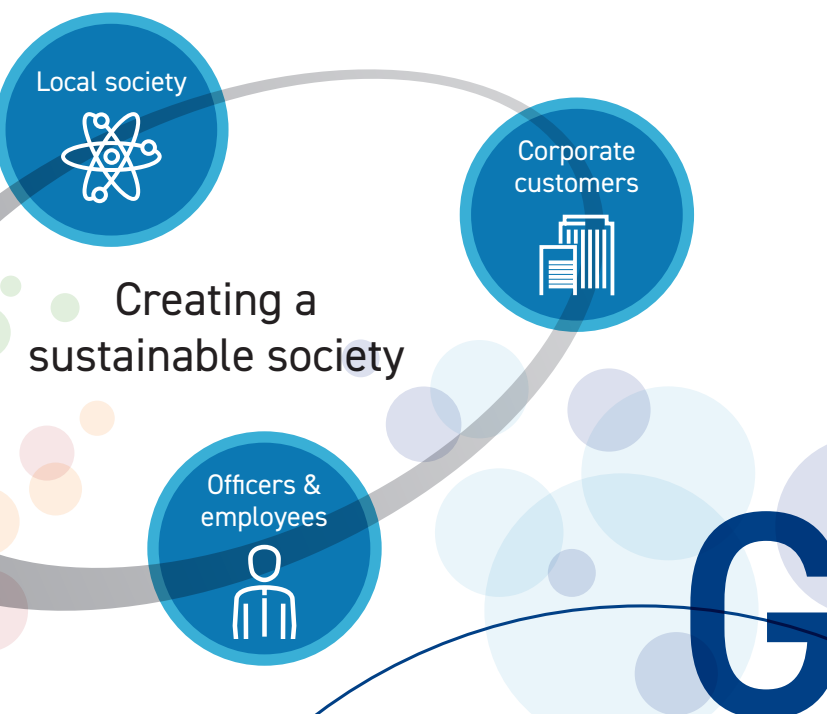 Local society
Corporate
customers
Creating a
sustainable society
Officers &
employees
G